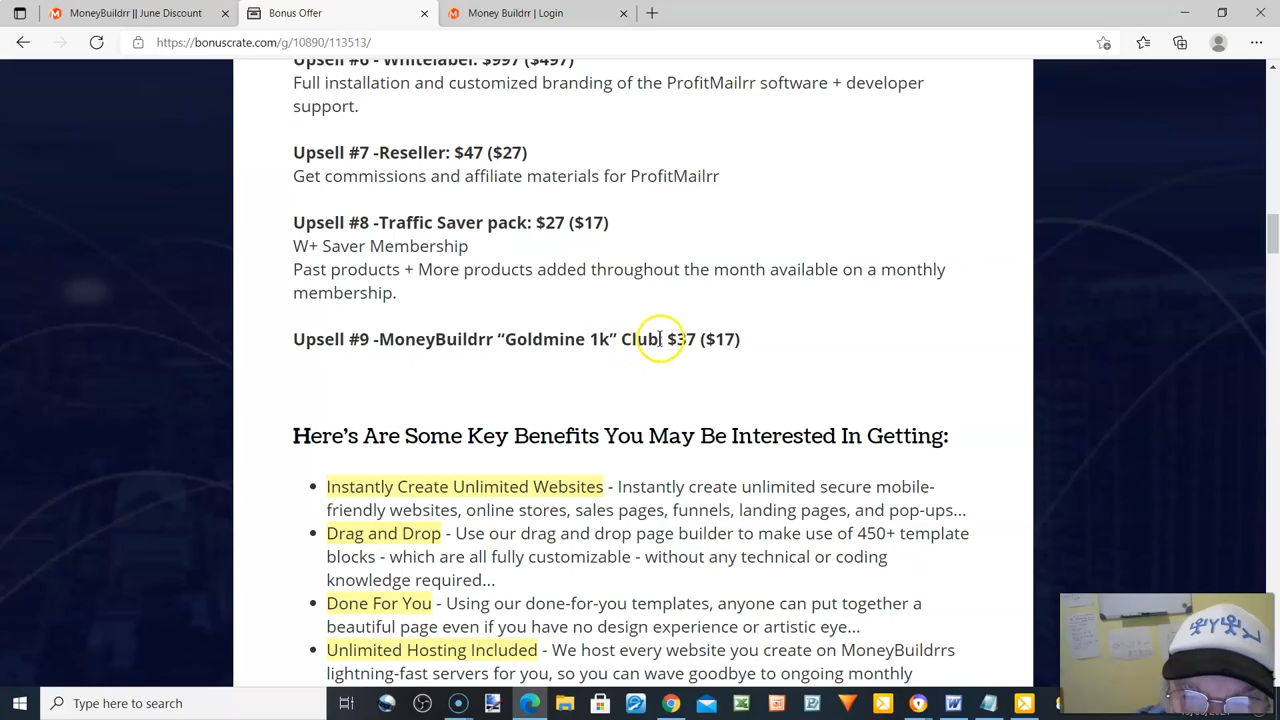 MoneyBuildrr || June Discount
Bonus Offer
Money Buildrr | Login
https://bonuscrate.com/g/10890/113513/
Upsell #6 - Whitelabel: $997 ($497)
Full installation and customized branding of the ProfitMailrr software + developer
support.
Upsell #7 -Reseller: $47 ($27)
Get commissions and affiliate materials for ProfitMailrr
Upsell #8 -Traffic Saver pack: $27 ($17)
W+ Saver Membership
Past products + More products added throughout the month available on a monthly
membership.
Upsell #9 -MoneyBuildrr “Goldmine 1k” Club: $37 ($17)
Here’s Are Some Key Benefits You May Be Interested In Getting:
Instantly Create Unlimited Websites - Instantly create unlimited secure mobile-
friendly websites, online stores, sales pages, funnels, landing pages, and pop-ups...
Drag and Drop - Use our drag and drop page builder to make use of 450+ template
blocks - which are all fully customizable - without any technical or coding
knowledge required...
Done For You - Using our done-for-you templates, anyone can put together a
beautiful page even if you have no design experience or artistic eye...
Unlimited Hosting Included - We host every website you create on MoneyBuildrrs
lightning-fast servers for you, so you can wave goodbye to ongoing monthly
Type here to search